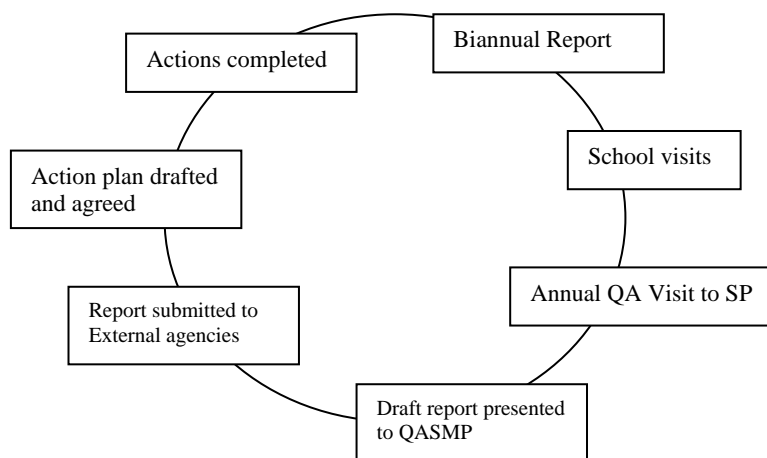 Biannual Report
School visits
Annual QA Visit to SP
Draft report presented
to QASMP
Report submitted to
External agencies
Action plan drafted
and agreed
Actions completed